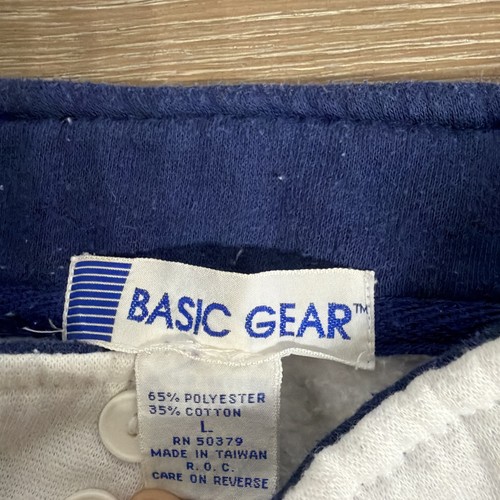 BASIC GEAR™
65% POLYESTER
35% COTTON
L
RN 50379
MADE IN TAIWAN
R.O.C.
CARE ON REVERSE